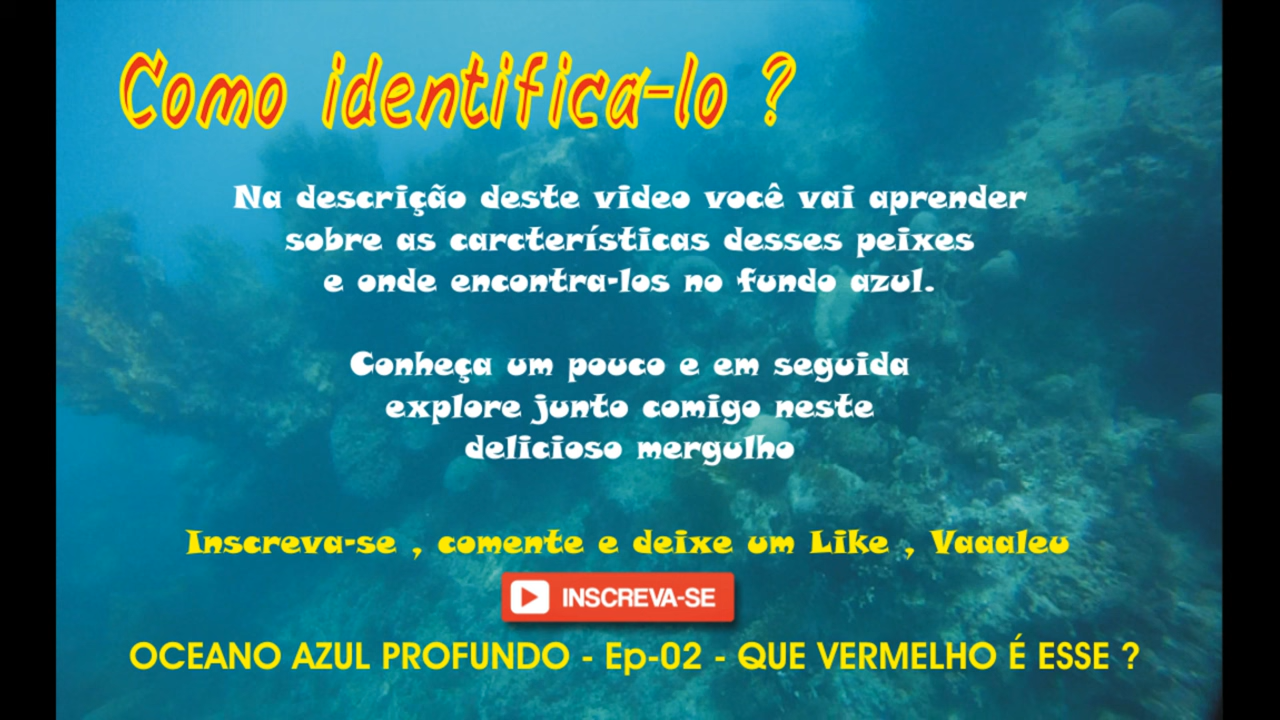 Como identifica-lo ?
Na descrição deste video você vai aprender
sobre as carcterísticas desses peixes
e onde encontra-los no fundo azul.
Conheça um pouco e em seguida
explore junto comigo neste
delicioso mergulho
Inscreva-se , comente e deixe um Like , Vaaaleu
INSCREVA-SE
OCEANO AZUL PROFUNDO - Ep-02 - QUE VERMELHO É ESSE ?